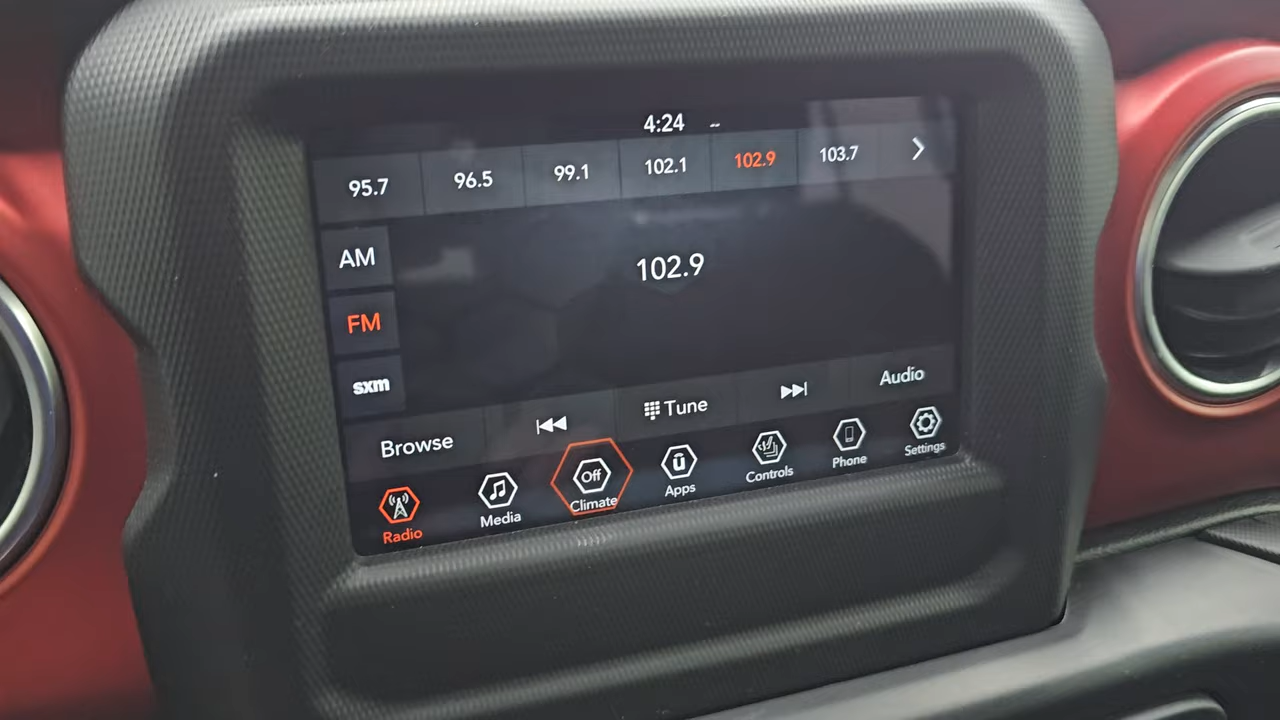 4:24 --
95.7 96.5 99.1 102.1 102.9 103.7
AM
102.9
FM
sxm
Browse Tune Audio
Off
Radio Media Climate Apps Controls Phone Settings